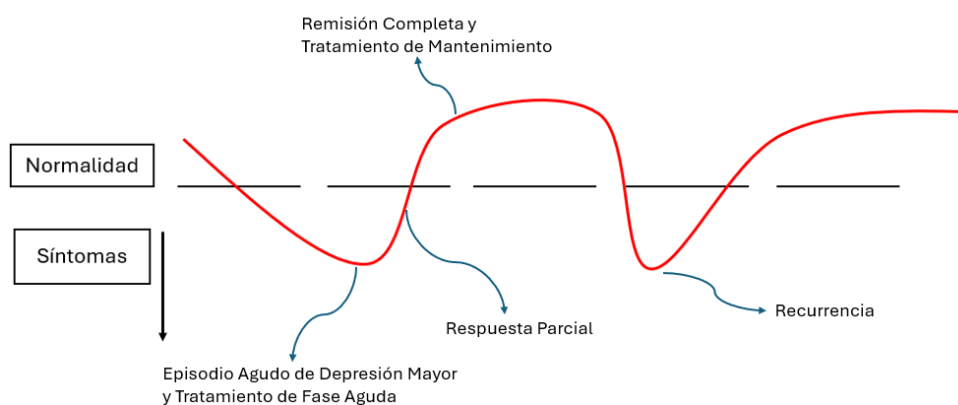 Remisión Completa y
Tratamiento de Mantenimiento
Normalidad
Síntomas
Respuesta Parcial
Recurrencia
Episodio Agudo de Depresión Mayor
y Tratamiento de Fase Aguda